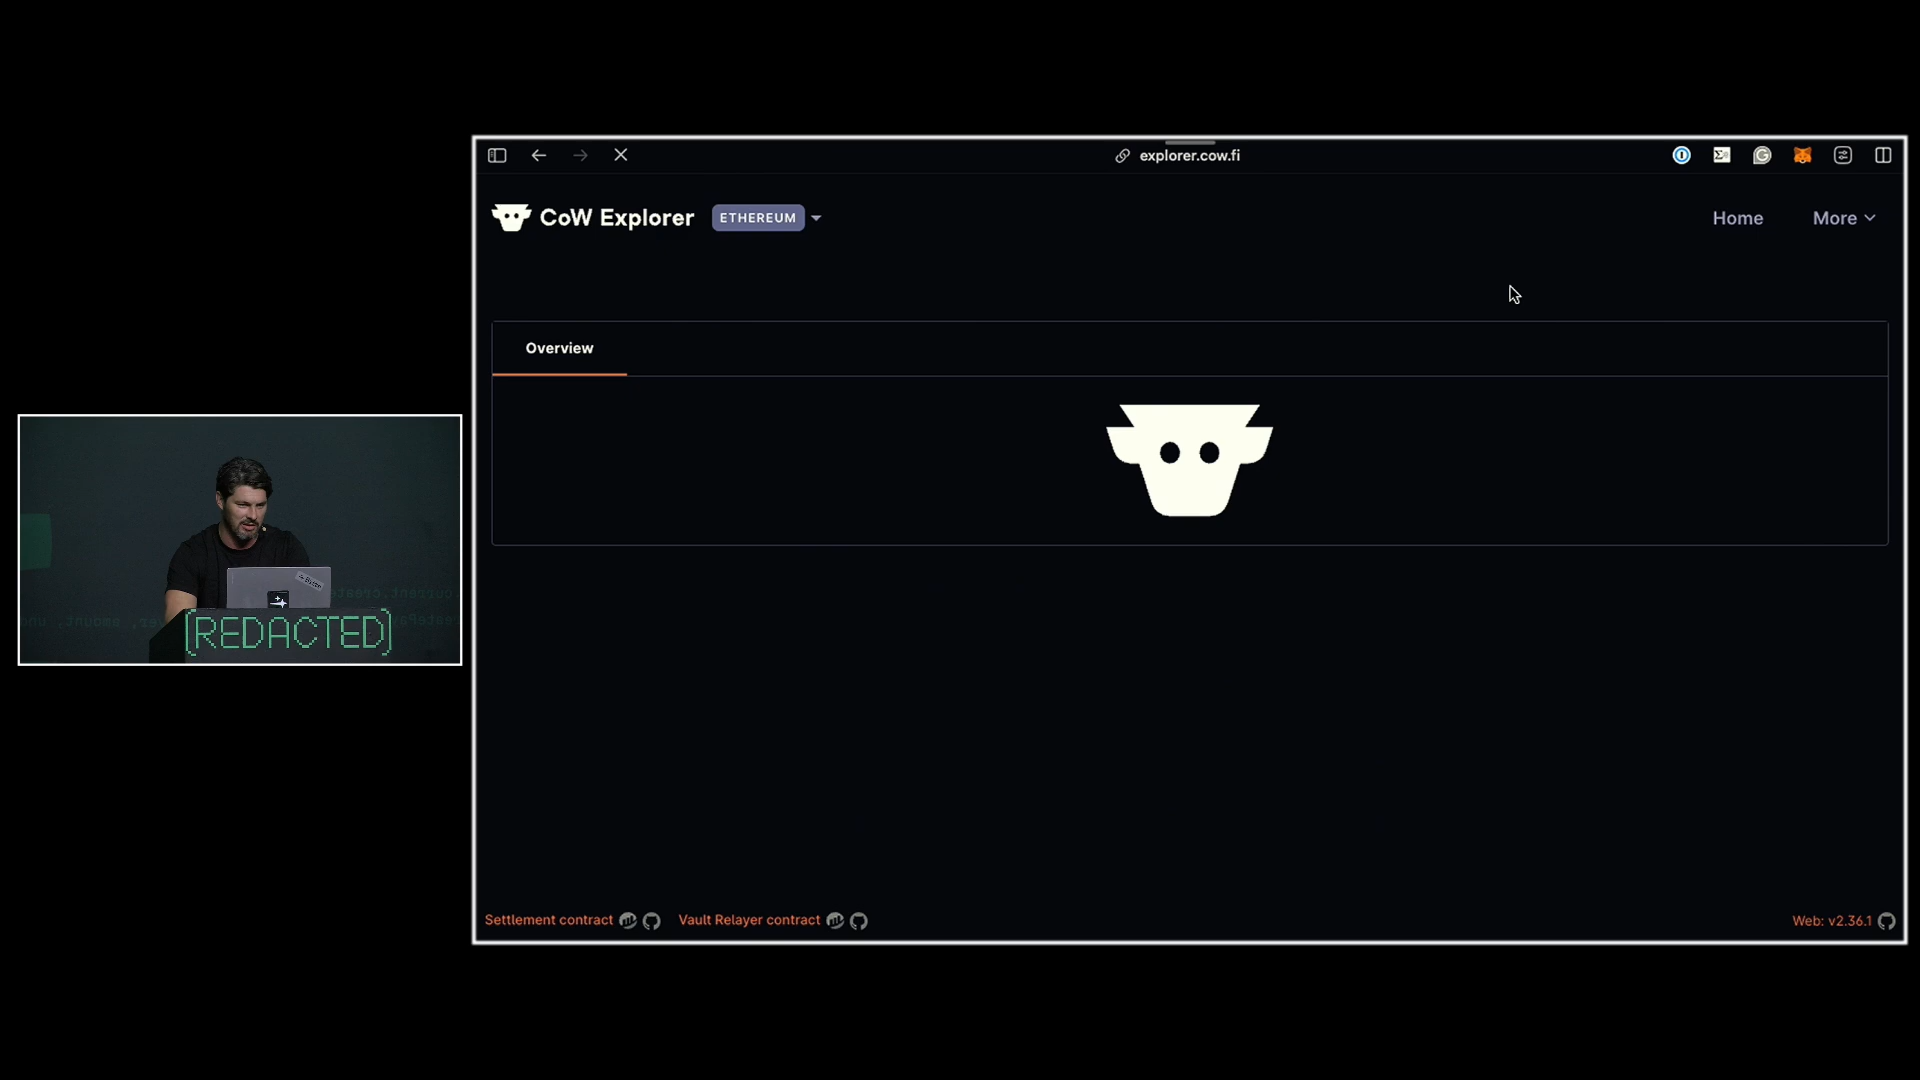 explorer.cow.fi
CoW Explorer
ETHEREUM
Home
More
Overview
[REDACTED]
Settlement contract
Vault Relayer contract
Web: v2.36.1